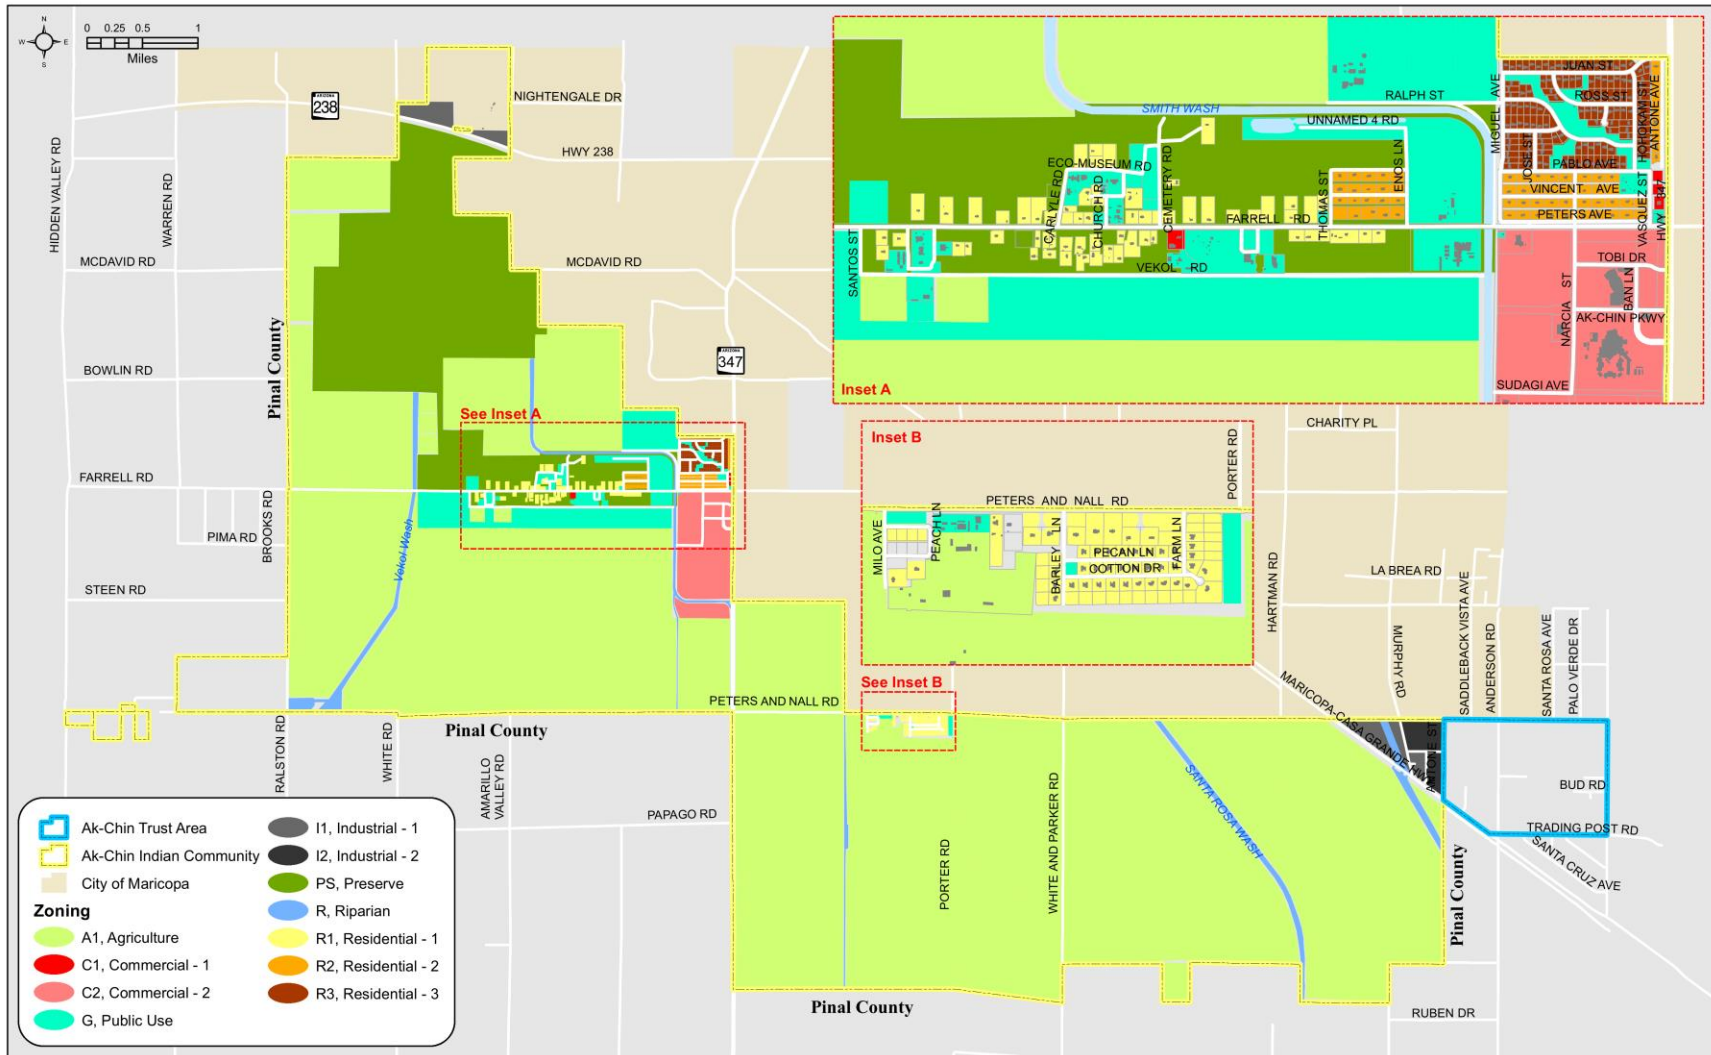 N
W
E
S
0 0.25 0.5 1
Miles
ARIZONA
238
NIGHTENGALE DR
HWY 238
HIDDEN VALLEY RD
WARREN RD
MCDAVID RD
MCDAVID RD
Pinal County
ARIZONA
347
BOWLIN RD
See Inset A
FARRELL RD
BROOKS RD
PIMA RD
Vekol Wash
STEEN RD
PETERS AND NALL RD
Pinal County
RALSTON RD
WHITE RD
AMARILLO
VALLEY RD
PAPAGO RD
JUAN ST
ROSS ST
RALPH ST
MIGUEL AVE
HOHOKAM ST
ANTONE AVE
SMITH WASH
UNNAMED 4 RD
ECO-MUSEUM RD
CARLYLE RD
CHURCH RD
CEMETERY RD
ENOS LN
JOSE ST
PABLO AVE
VINCENT AVE
THOMAS ST
FARRELL RD
PETERS AVE
VASQUEZ ST
HWY 347
SANTOS ST
VEKOL RD
TOBI DR
NARCIA ST
BAN LN
AK-CHIN PKWY
SUDAGI AVE
Inset A
Inset B
PORTER RD
PETERS AND NALL RD
MILO AVE
PEACH LN
BARLEY LN
PECAN LN
COTTON DR
FARM LN
CHARITY PL
HARTMAN RD
LA BREA RD
MURPHY RD
SADDLEBACK VISTA AVE
ANDERSON RD
SANTA ROSA AVE
PALO VERDE DR
See Inset B
MARICOPA-CASA GRANDE HWY
ANTONE ST
BUD RD
TRADING POST RD
SANTA CRUZ AVE
SANTA ROSA WASH
PORTER RD
WHITE AND PARKER RD
Pinal County
Pinal County
RUBEN DR
Ak-Chin Trust Area
Ak-Chin Indian Community
City of Maricopa
Zoning
A1, Agriculture
C1, Commercial - 1
C2, Commercial - 2
G, Public Use
I1, Industrial - 1
I2, Industrial - 2
PS, Preserve
R, Riparian
R1, Residential - 1
R2, Residential - 2
R3, Residential - 3